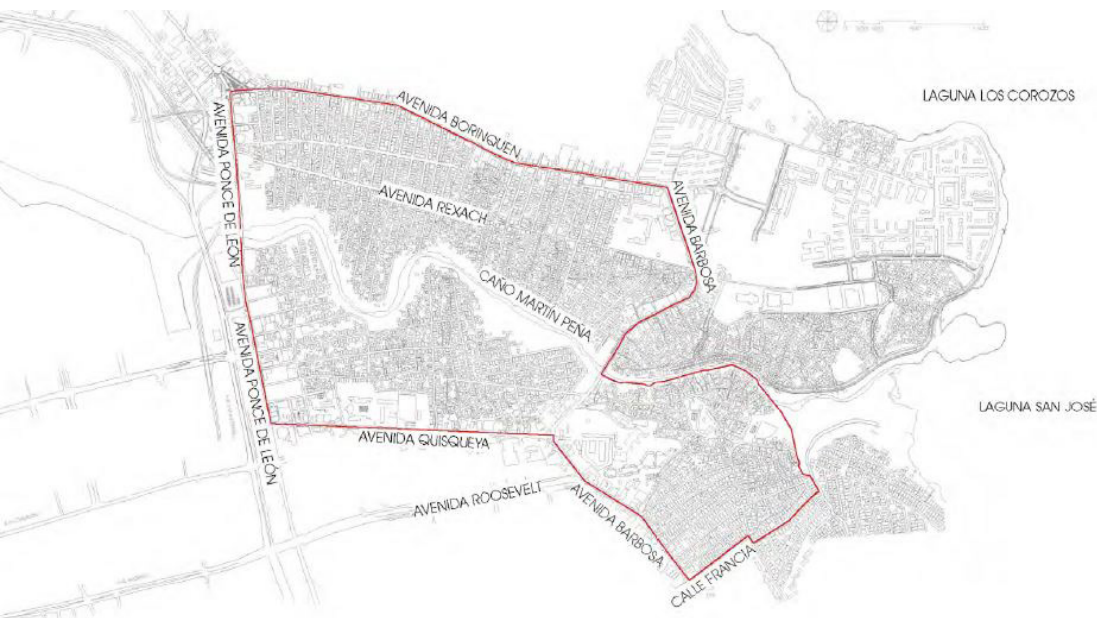 LAGUNA LOS COROZOS
AVENIDA BORINQUEN
AVENIDA PONCE DE LEÓN
AVENIDA REXACH
AVENIDA BARBOSA
CAÑO MARTIN PEÑA
AVENIDA PONCE DE LEÓN
LAGUNA SAN JOSÉ
AVENIDA QUISQUEYA
AVENIDA ROOSEVELT
AVENIDA BARBOSA
CALLE FRANCIA